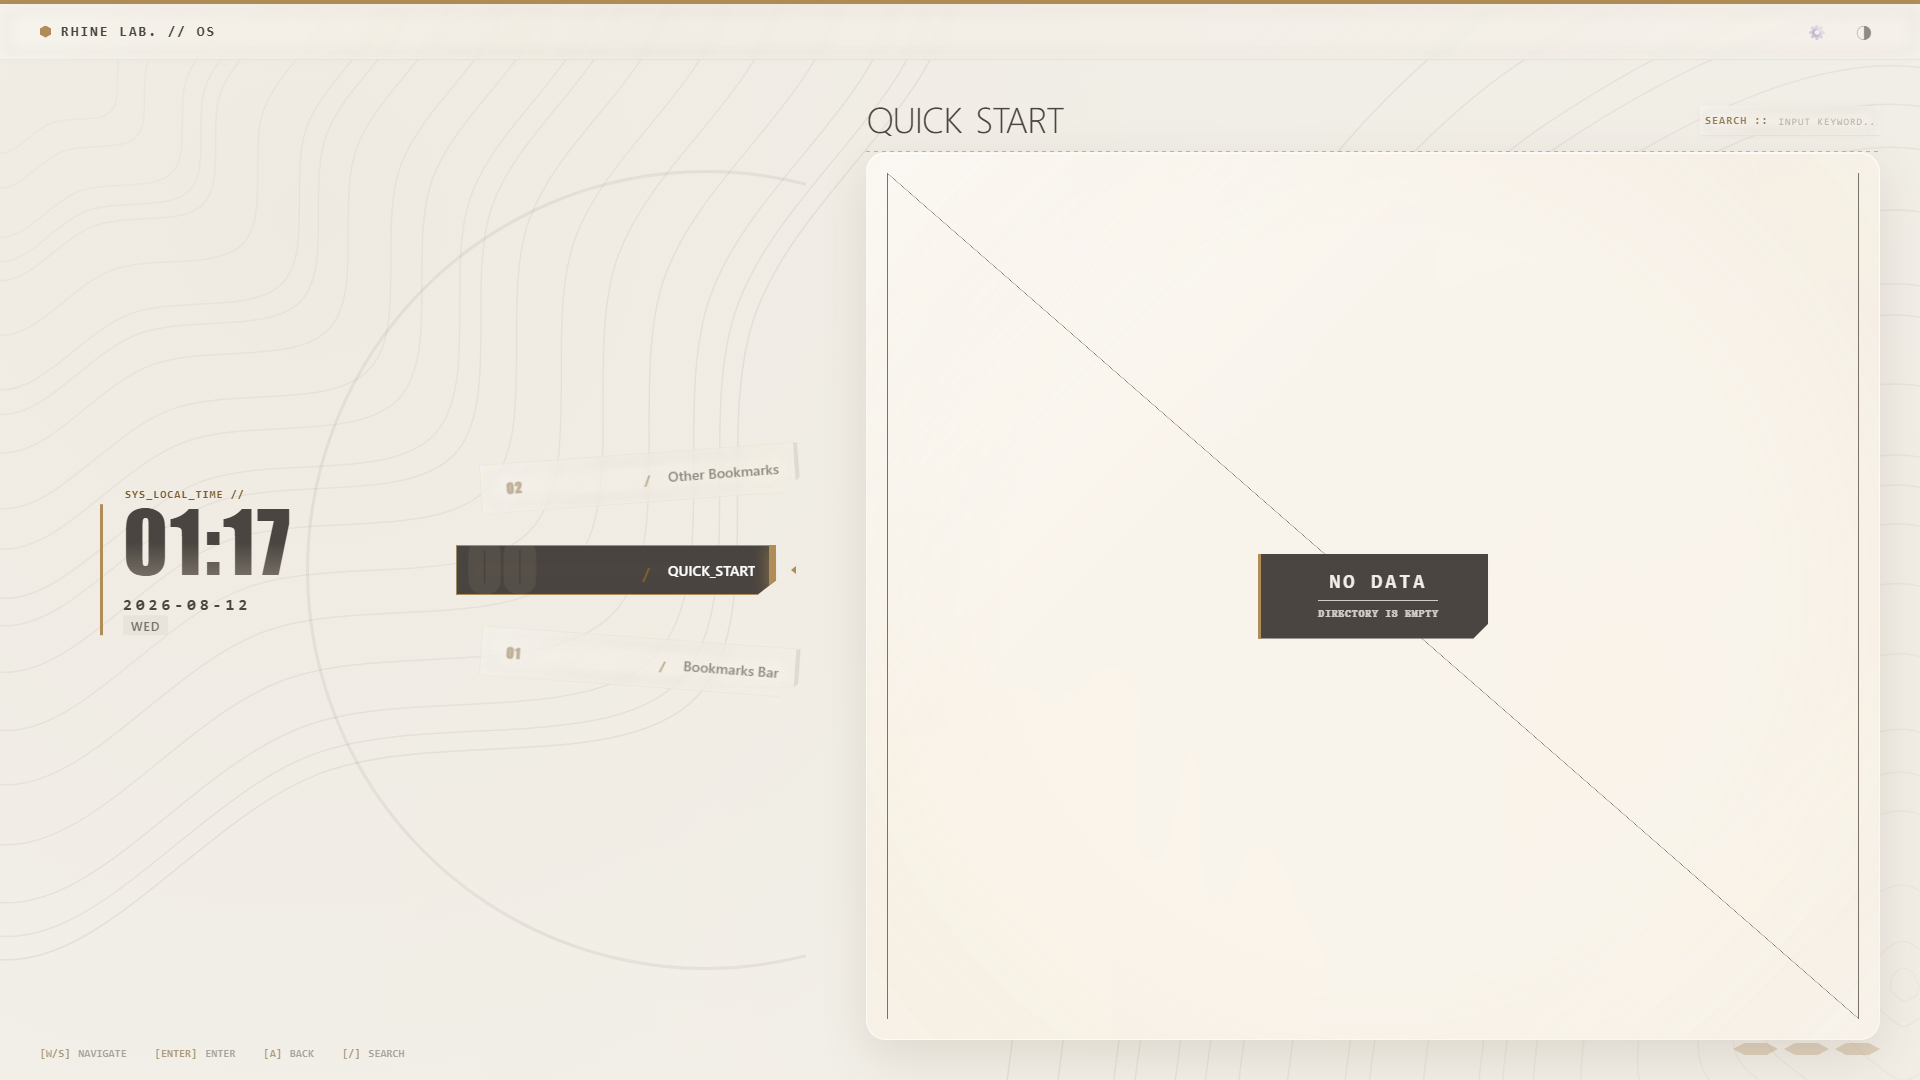 RHINE LAB. // OS
QUICK START
SEARCH :: INPUT KEYWORD..
02 / Other Bookmarks
SYS_LOCAL_TIME //
01:17
2026-08-12
WED
00 / QUICK_START
01 / Bookmarks Bar
NO DATA
DIRECTORY IS EMPTY
[W/S] NAVIGATE [ENTER] ENTER [A] BACK [/] SEARCH